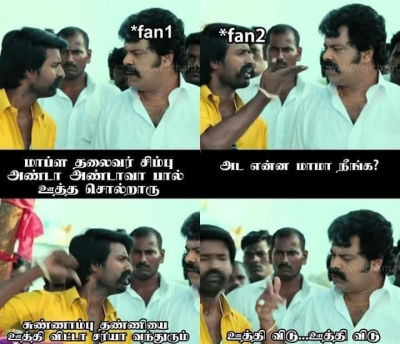 *fan1
மாப்ள தலைவர் சிம்பு
அண்டா அண்டாவா பால்
ஊத்த சொல்றாரு
*fan2
அட என்ன மாமா நீங்க?
சுண்ணாம்பு தண்ணியை
ஊத்தி விட்டா சரியா வந்துரும்
ஊத்தி விடு...ஊத்தி விடு